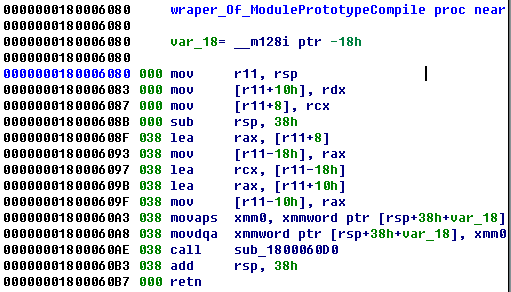 0000000180006080 wraper_Of_ModulePrototypeCompile proc near
0000000180006080
0000000180006080 var_18= __m128i ptr -18h
0000000180006080
0000000180006080 000 mov r11, rsp
0000000180006083 000 mov [r11+10h], rdx
0000000180006087 000 mov [r11+8], rcx
000000018000608B 000 sub rsp, 38h
000000018000608F 038 lea rax, [r11+8]
0000000180006093 038 mov [r11-18h], rax
0000000180006097 038 lea rcx, [r11-18h]
000000018000609B 038 lea rax, [r11+10h]
000000018000609F 038 mov [r11-10h], rax
00000001800060A3 038 movaps xmm0, xmmword ptr [rsp+38h+var_18]
00000001800060A8 038 movdqa xmmword ptr [rsp+38h+var_18], xmm0
00000001800060AE 038 call sub_1800060D0
00000001800060B3 038 add rsp, 38h
00000001800060B7 000 retn